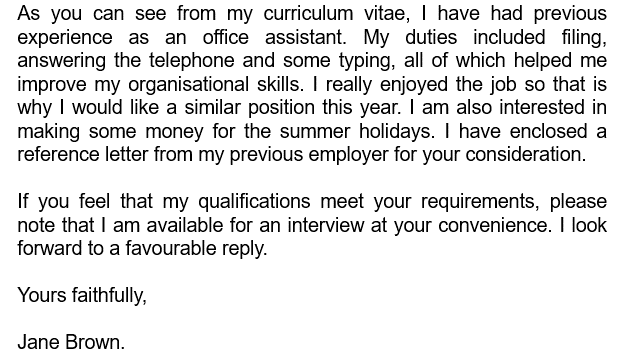 As you can see from my curriculum vitae, I have had previous
experience as an office assistant. My duties included filing,
answering the telephone and some typing, all of which helped me
improve my organisational skills. I really enjoyed the job so that is
why I would like a similar position this year. I am also interested in
making some money for the summer holidays. I have enclosed a
reference letter from my previous employer for your consideration.
If you feel that my qualifications meet your requirements, please
note that I am available for an interview at your convenience. I look
forward to a favourable reply.
Yours faithfully,
Jane Brown.